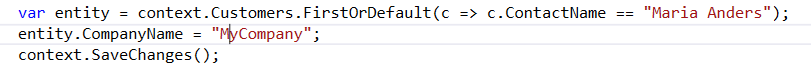 var entity = context.Customers.FirstOrDefault(c => c.ContactName == "Maria Anders");
entity.CompanyName = "MyCompany";
context.SaveChanges();